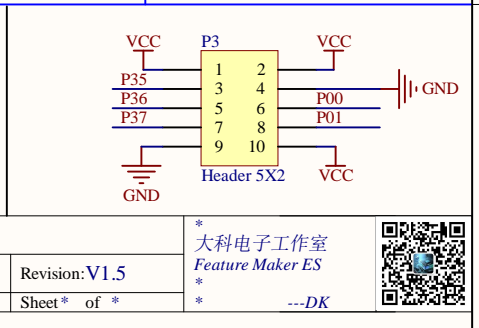 VCC P3 VCC
1 2
P35 3 4 GND
P36 5 6 P00
P37 7 8 P01
9 10
GND Header 5X2 VCC
*
大科电子工作室
Feature Maker ES
*
Revision:V1.5
Sheet* of * * ---DK